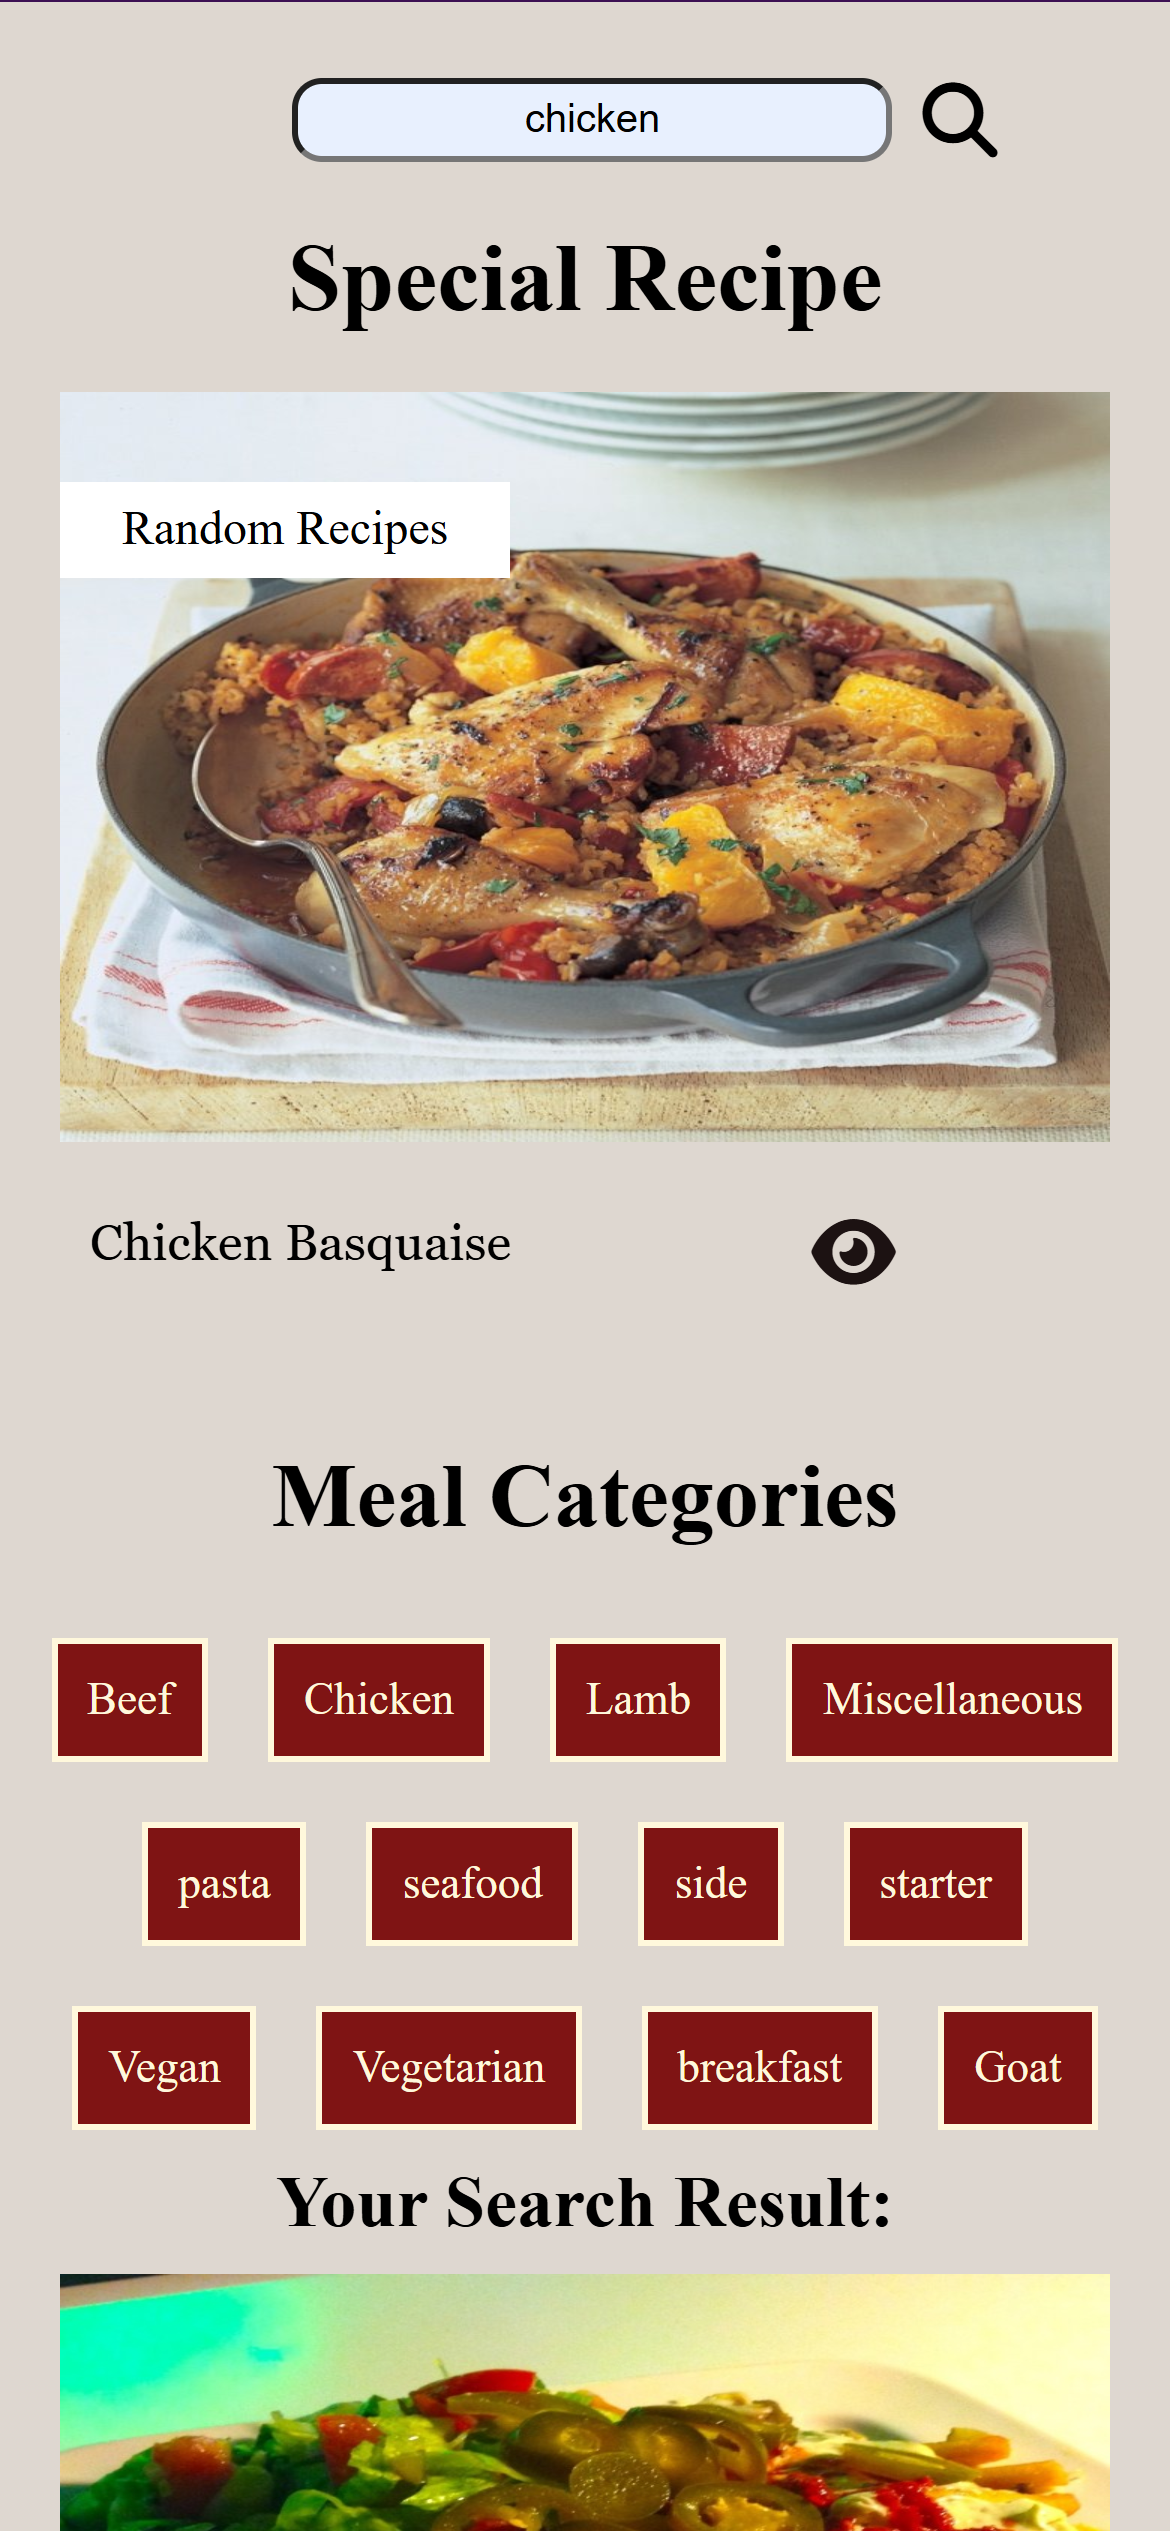 chicken
Special Recipe
Random Recipes
Chicken Basquaise
Meal Categories
Beef Chicken Lamb Miscellaneous
pasta seafood side starter
Vegan Vegetarian breakfast Goat
Your Search Result: